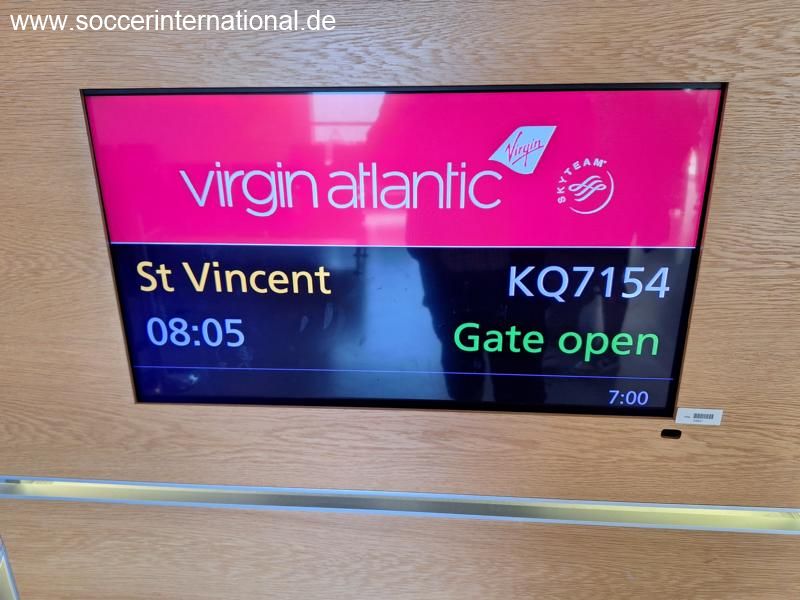 www.soccerinternational.de
Virgin
virgin atlantic
SKYTEAM
St Vincent
KQ7154
08:05
Gate open
7:00